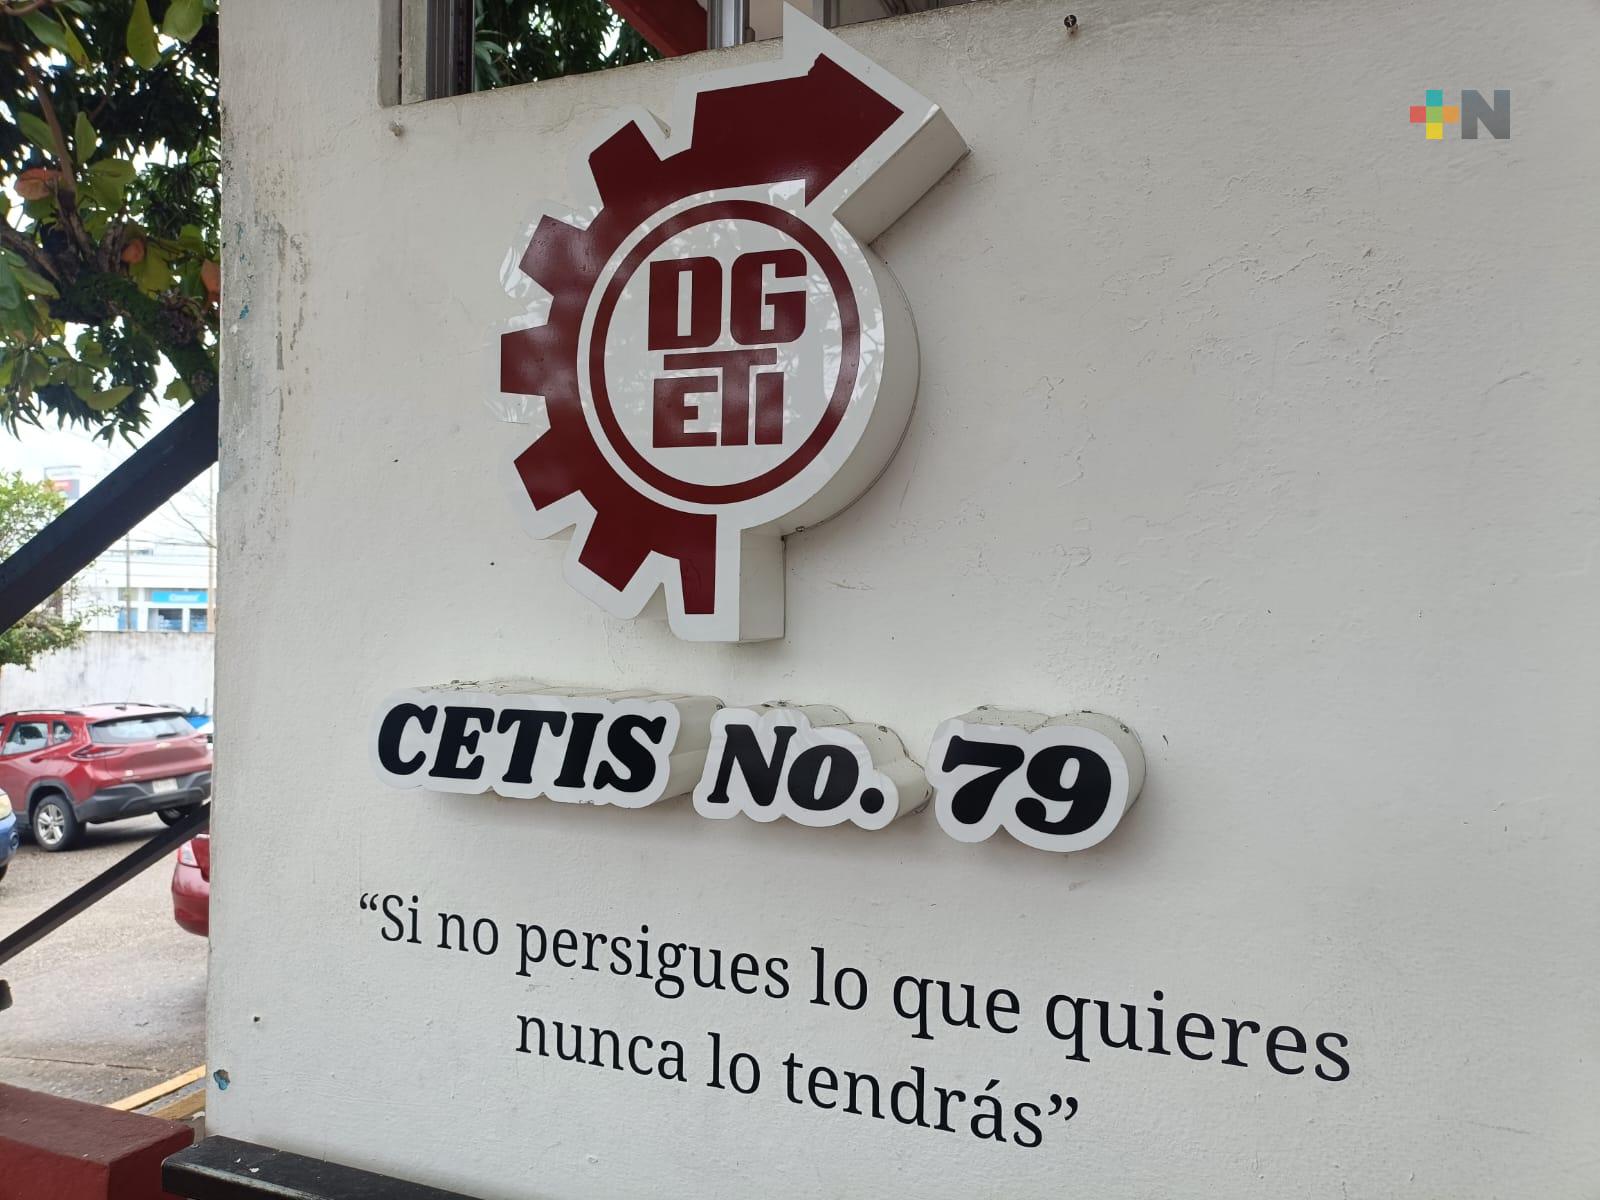 +N
DG
ETI
CETIS No. 79
“Si no persigues lo que quieres
nunca lo tendrás”